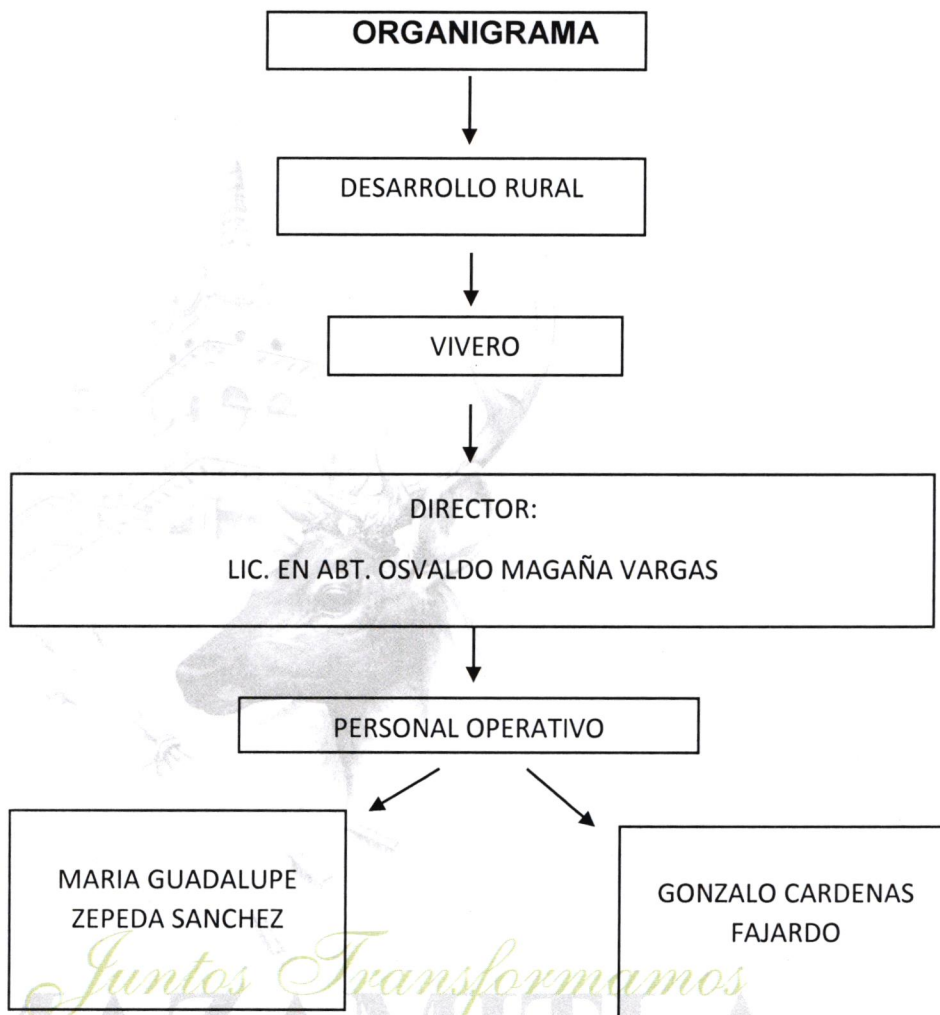 ORGANIGRAMA
DESARROLLO RURAL
VIVERO
DIRECTOR:
LIC. EN ABT. OSVALDO MAGAÑA VARGAS
PERSONAL OPERATIVO
MARIA GUADALUPE
ZEPEDA SANCHEZ
GONZALO CARDENAS
FAJARDO
Juntos Transformamos